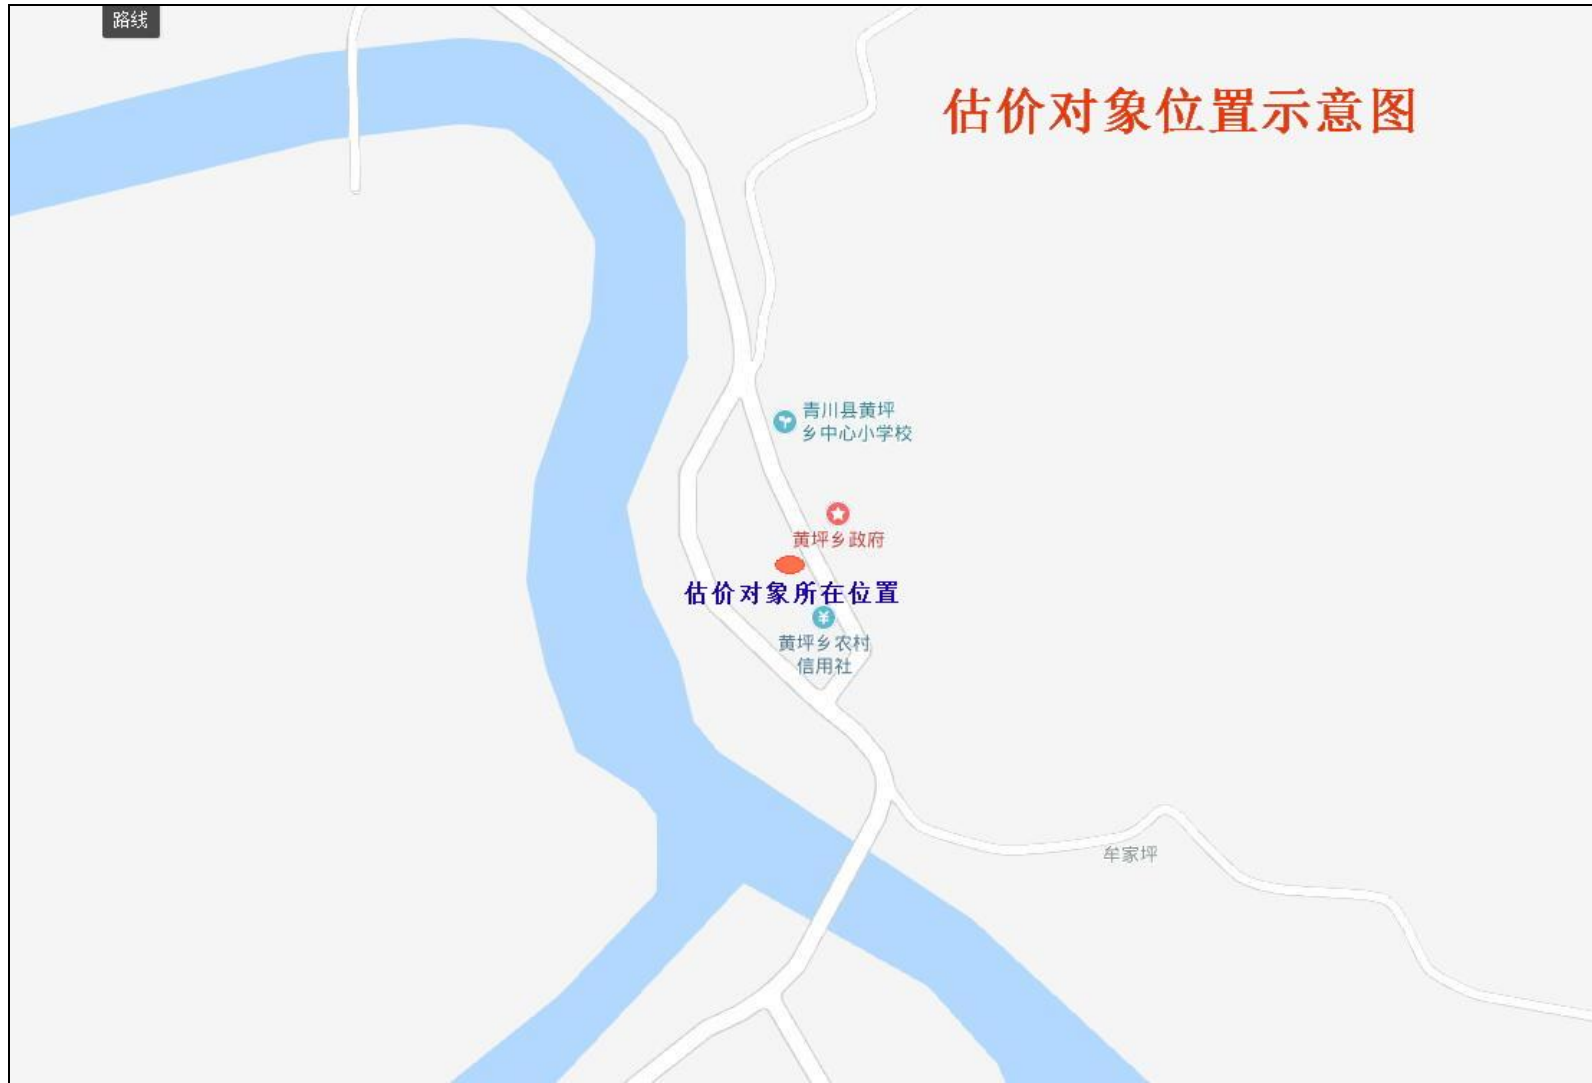 路线
估价对象位置示意图
青川县黄坪
乡中心小学校
黄坪乡政府
估价对象所在位置
黄坪乡农村
信用社
牟家坪